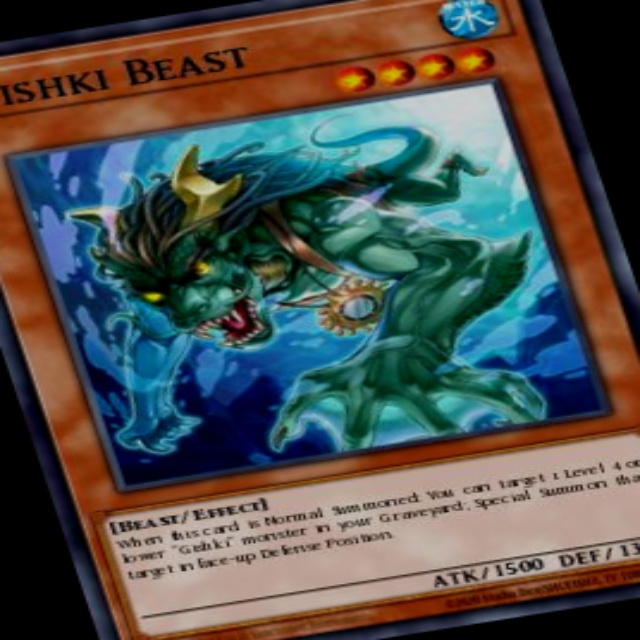 ISHKI BEAST
水
[BEAST/EFFECT]
When this card is Normal Summoned: You can target 1 Level 4 or
lower "Gishki" monster in your Graveyard; Special Summon tha
target in face-up Defense Position.
ATK/1500 DEF/13